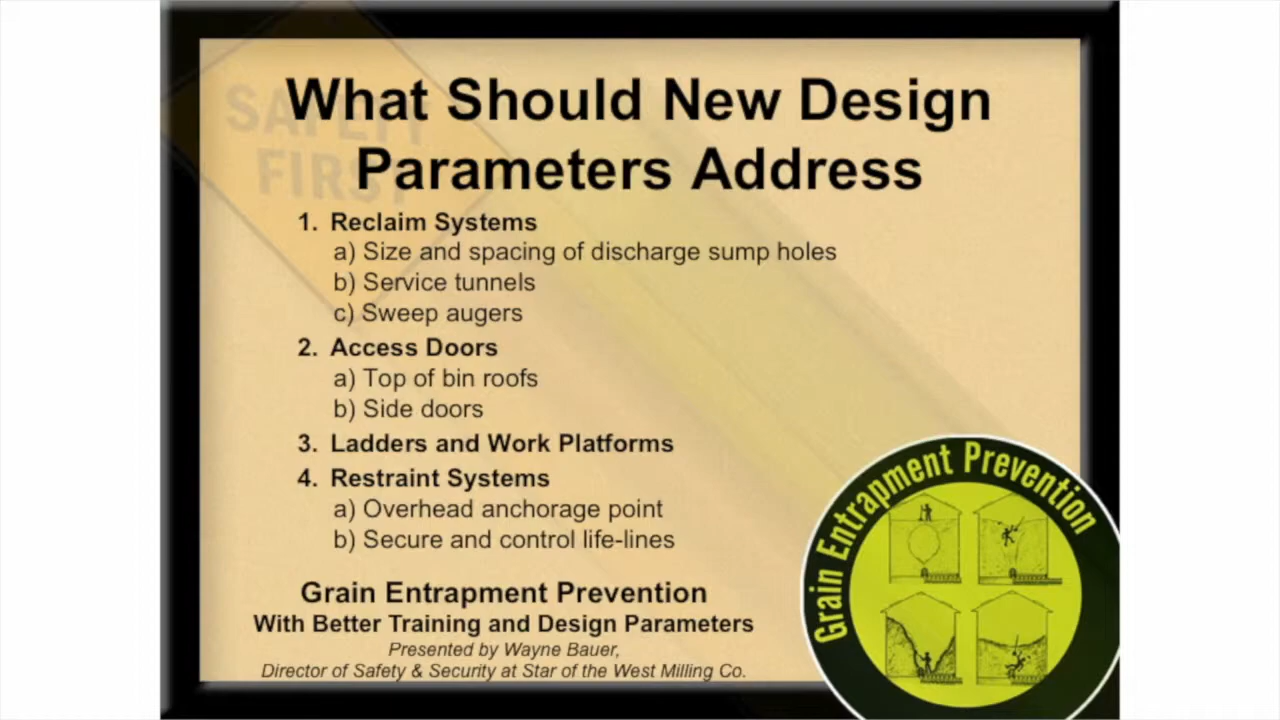 SAFETY
FIRST
What Should New Design
Parameters Address
1. Reclaim Systems
a) Size and spacing of discharge sump holes
b) Service tunnels
c) Sweep augers
2. Access Doors
a) Top of bin roofs
b) Side doors
3. Ladders and Work Platforms
4. Restraint Systems
a) Overhead anchorage point
b) Secure and control life-lines
Grain Entrapment Prevention
With Better Training and Design Parameters
Presented by Wayne Bauer,
Director of Safety & Security at Star of the West Milling Co.
Grain Entrapment Prevention